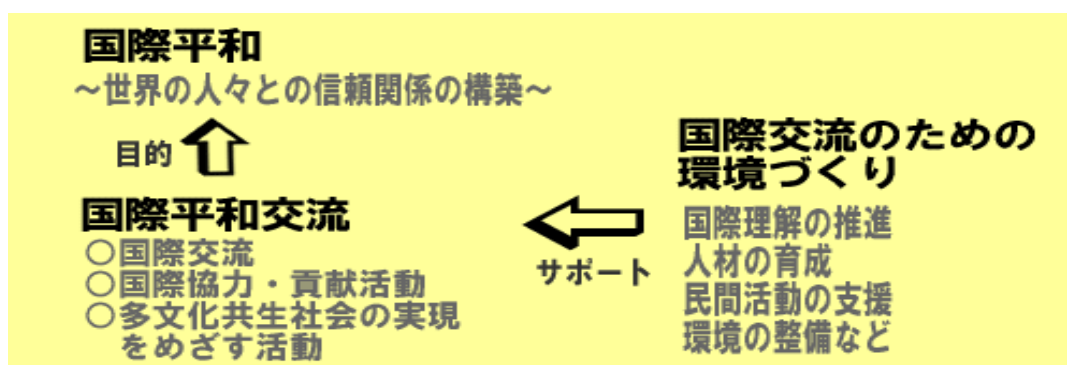 国際平和
~世界の人々との信頼関係の構築~
目的
国際平和交流
○国際交流
○国際協力・貢献活動
○多文化共生社会の実現
をめざす活動
サポート
国際交流のための
環境づくり
国際理解の推進
人材の育成
民間活動の支援
環境の整備など